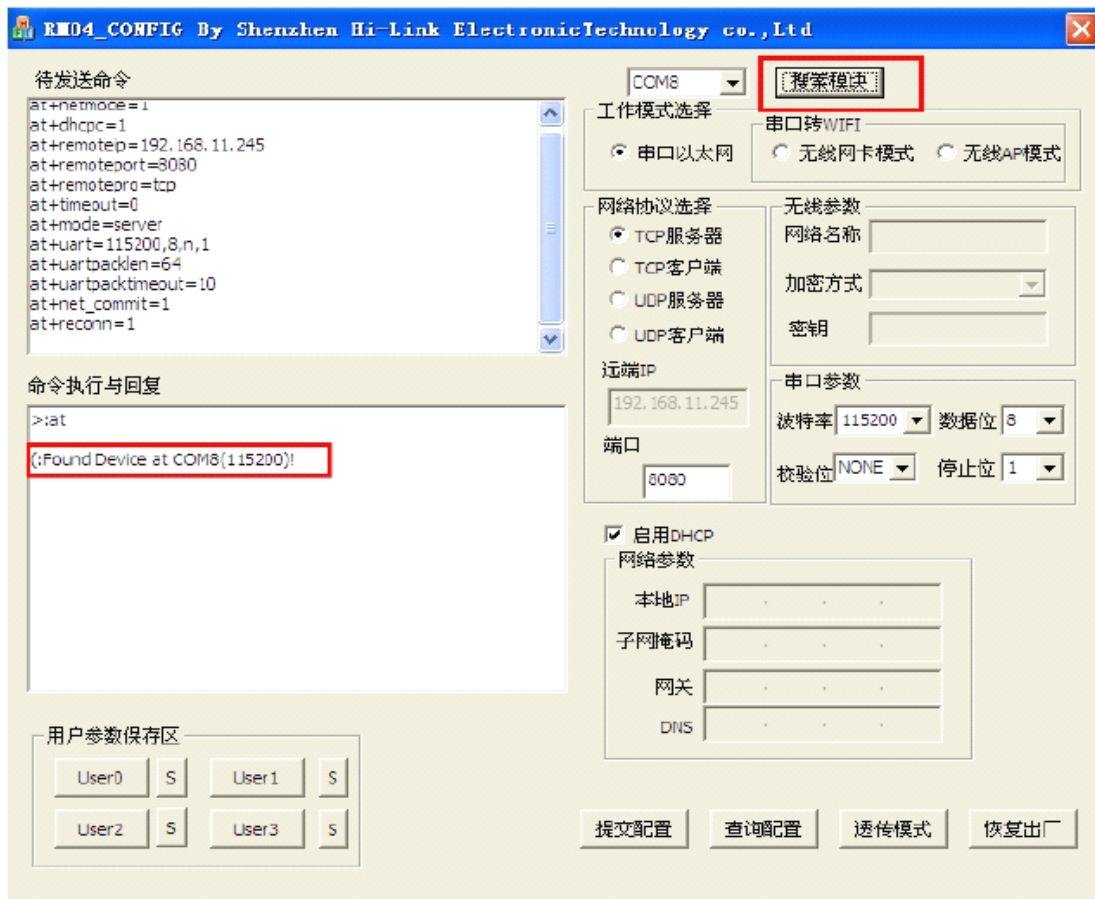 RM04_CONFIG By Shenzhen Hi-Link ElectronicTechnology co.,Ltd
待发送命令
at+netmode=1
at+dhcpc=1
at+remoteip=192.168.11.245
at+remoteport=8080
at+remotepro=tcp
at+timeout=0
at+mode=server
at+uart=115200,8,n,1
at+uartpacklen=64
at+uartpacktimeout=10
at+net_commit=1
at+reconn=1
命令执行与回复
>:at
(:Found Device at COM8(115200)!
用户参数保存区
User0 S User1 S
User2 S User3 S
COM8 搜索模块
工作模式选择
串口以太网
串口转WIFI
无线网卡模式 无线AP模式
网络协议选择
TCP服务器
TCP客户端
UDP服务器
UDP客户端
远端IP
192.168.11.245
端口
8080
无线参数
网络名称
加密方式
密钥
串口参数
波特率 115200 数据位 8
校验位 NONE 停止位 1
启用DHCP
网络参数
本地IP
子网掩码
网关
DNS
提交配置 查询配置 透传模式 恢复出厂